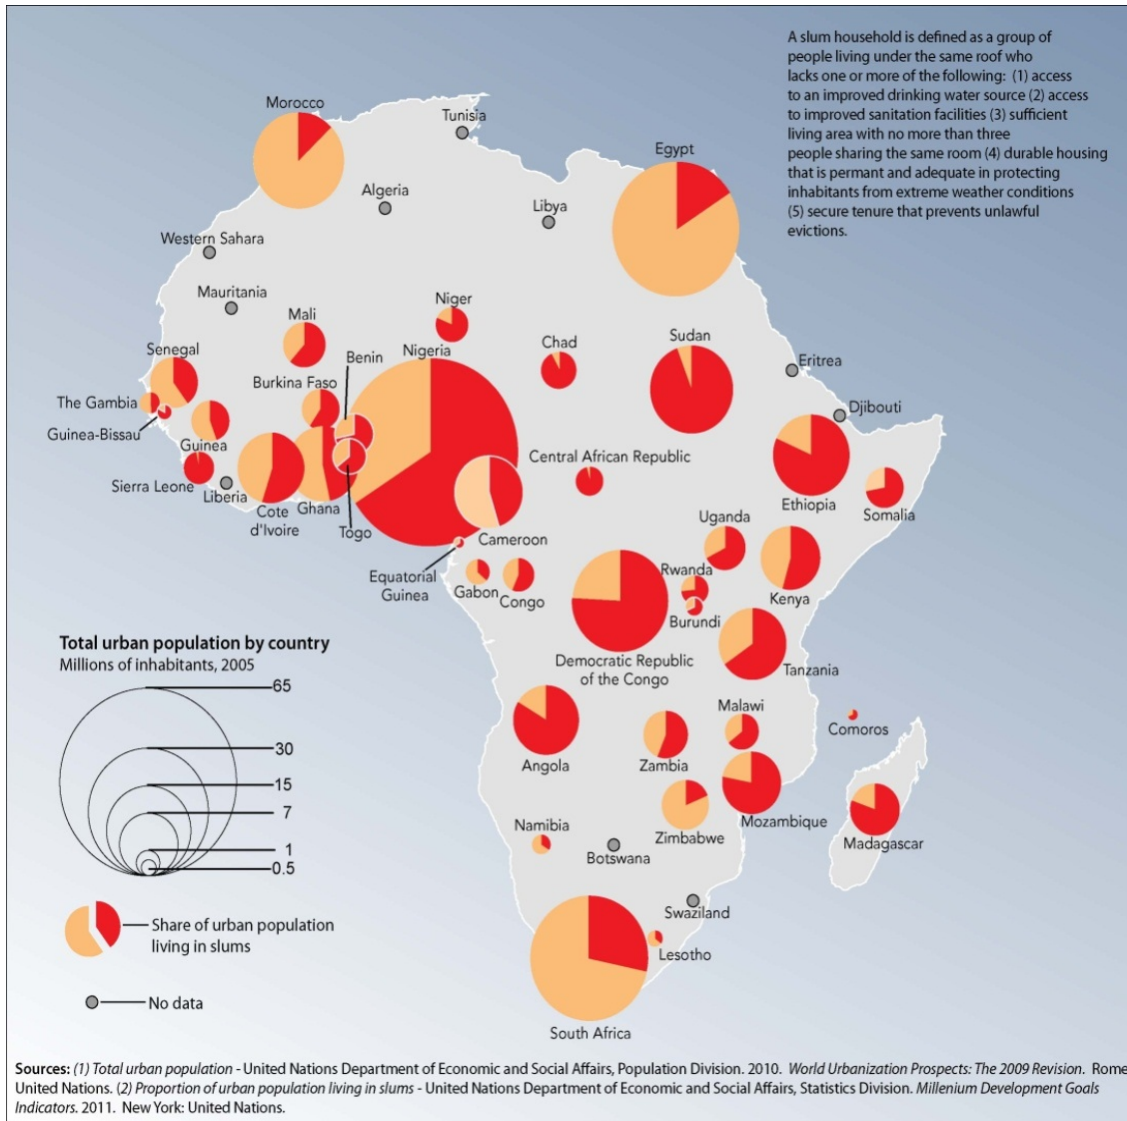 A slum household is defined as a group of
people living under the same roof who
lacks one or more of the following:  (1) access
to an improved drinking water source (2) access
to improved sanitation facilities (3) sufficient
living area with no more than three
people sharing the same room (4) durable housing
that is permant and adequate in protecting
inhabitants from extreme weather conditions
(5) secure tenure that prevents unlawful
evictions.
Morocco
Tunisia
Egypt
Algeria
Libya
Western Sahara
Mauritania
Niger
Mali
Chad
Sudan
Senegal
Benin
Nigeria
Eritrea
Burkina Faso
The Gambia
Djibouti
Guinea-Bissau
Guinea
Central African Republic
Sierra Leone
Liberia
Ethiopia
Somalia
Cote
d'Ivoire
Ghana
Togo
Cameroon
Uganda
Equatorial
Guinea
Gabon
Congo
Rwanda
Kenya
Burundi
Democratic Republic
of the Congo
Tanzania
Total urban population by country
Millions of inhabitants, 2005
65
30
15
7
1
0.5
Malawi
Comoros
Angola
Zambia
Mozambique
Zimbabwe
Madagascar
Namibia
Botswana
Swaziland
Lesotho
South Africa
Share of urban population
living in slums
No data
Sources: (1) Total urban population - United Nations Department of Economic and Social Affairs, Population Division. 2010.  World Urbanization Prospects: The 2009 Revision.  Rome
United Nations. (2) Proportion of urban population living in slums - United Nations Department of Economic and Social Affairs, Statistics Division. Millenium Development Goals
Indicators. 2011.  New York: United Nations.